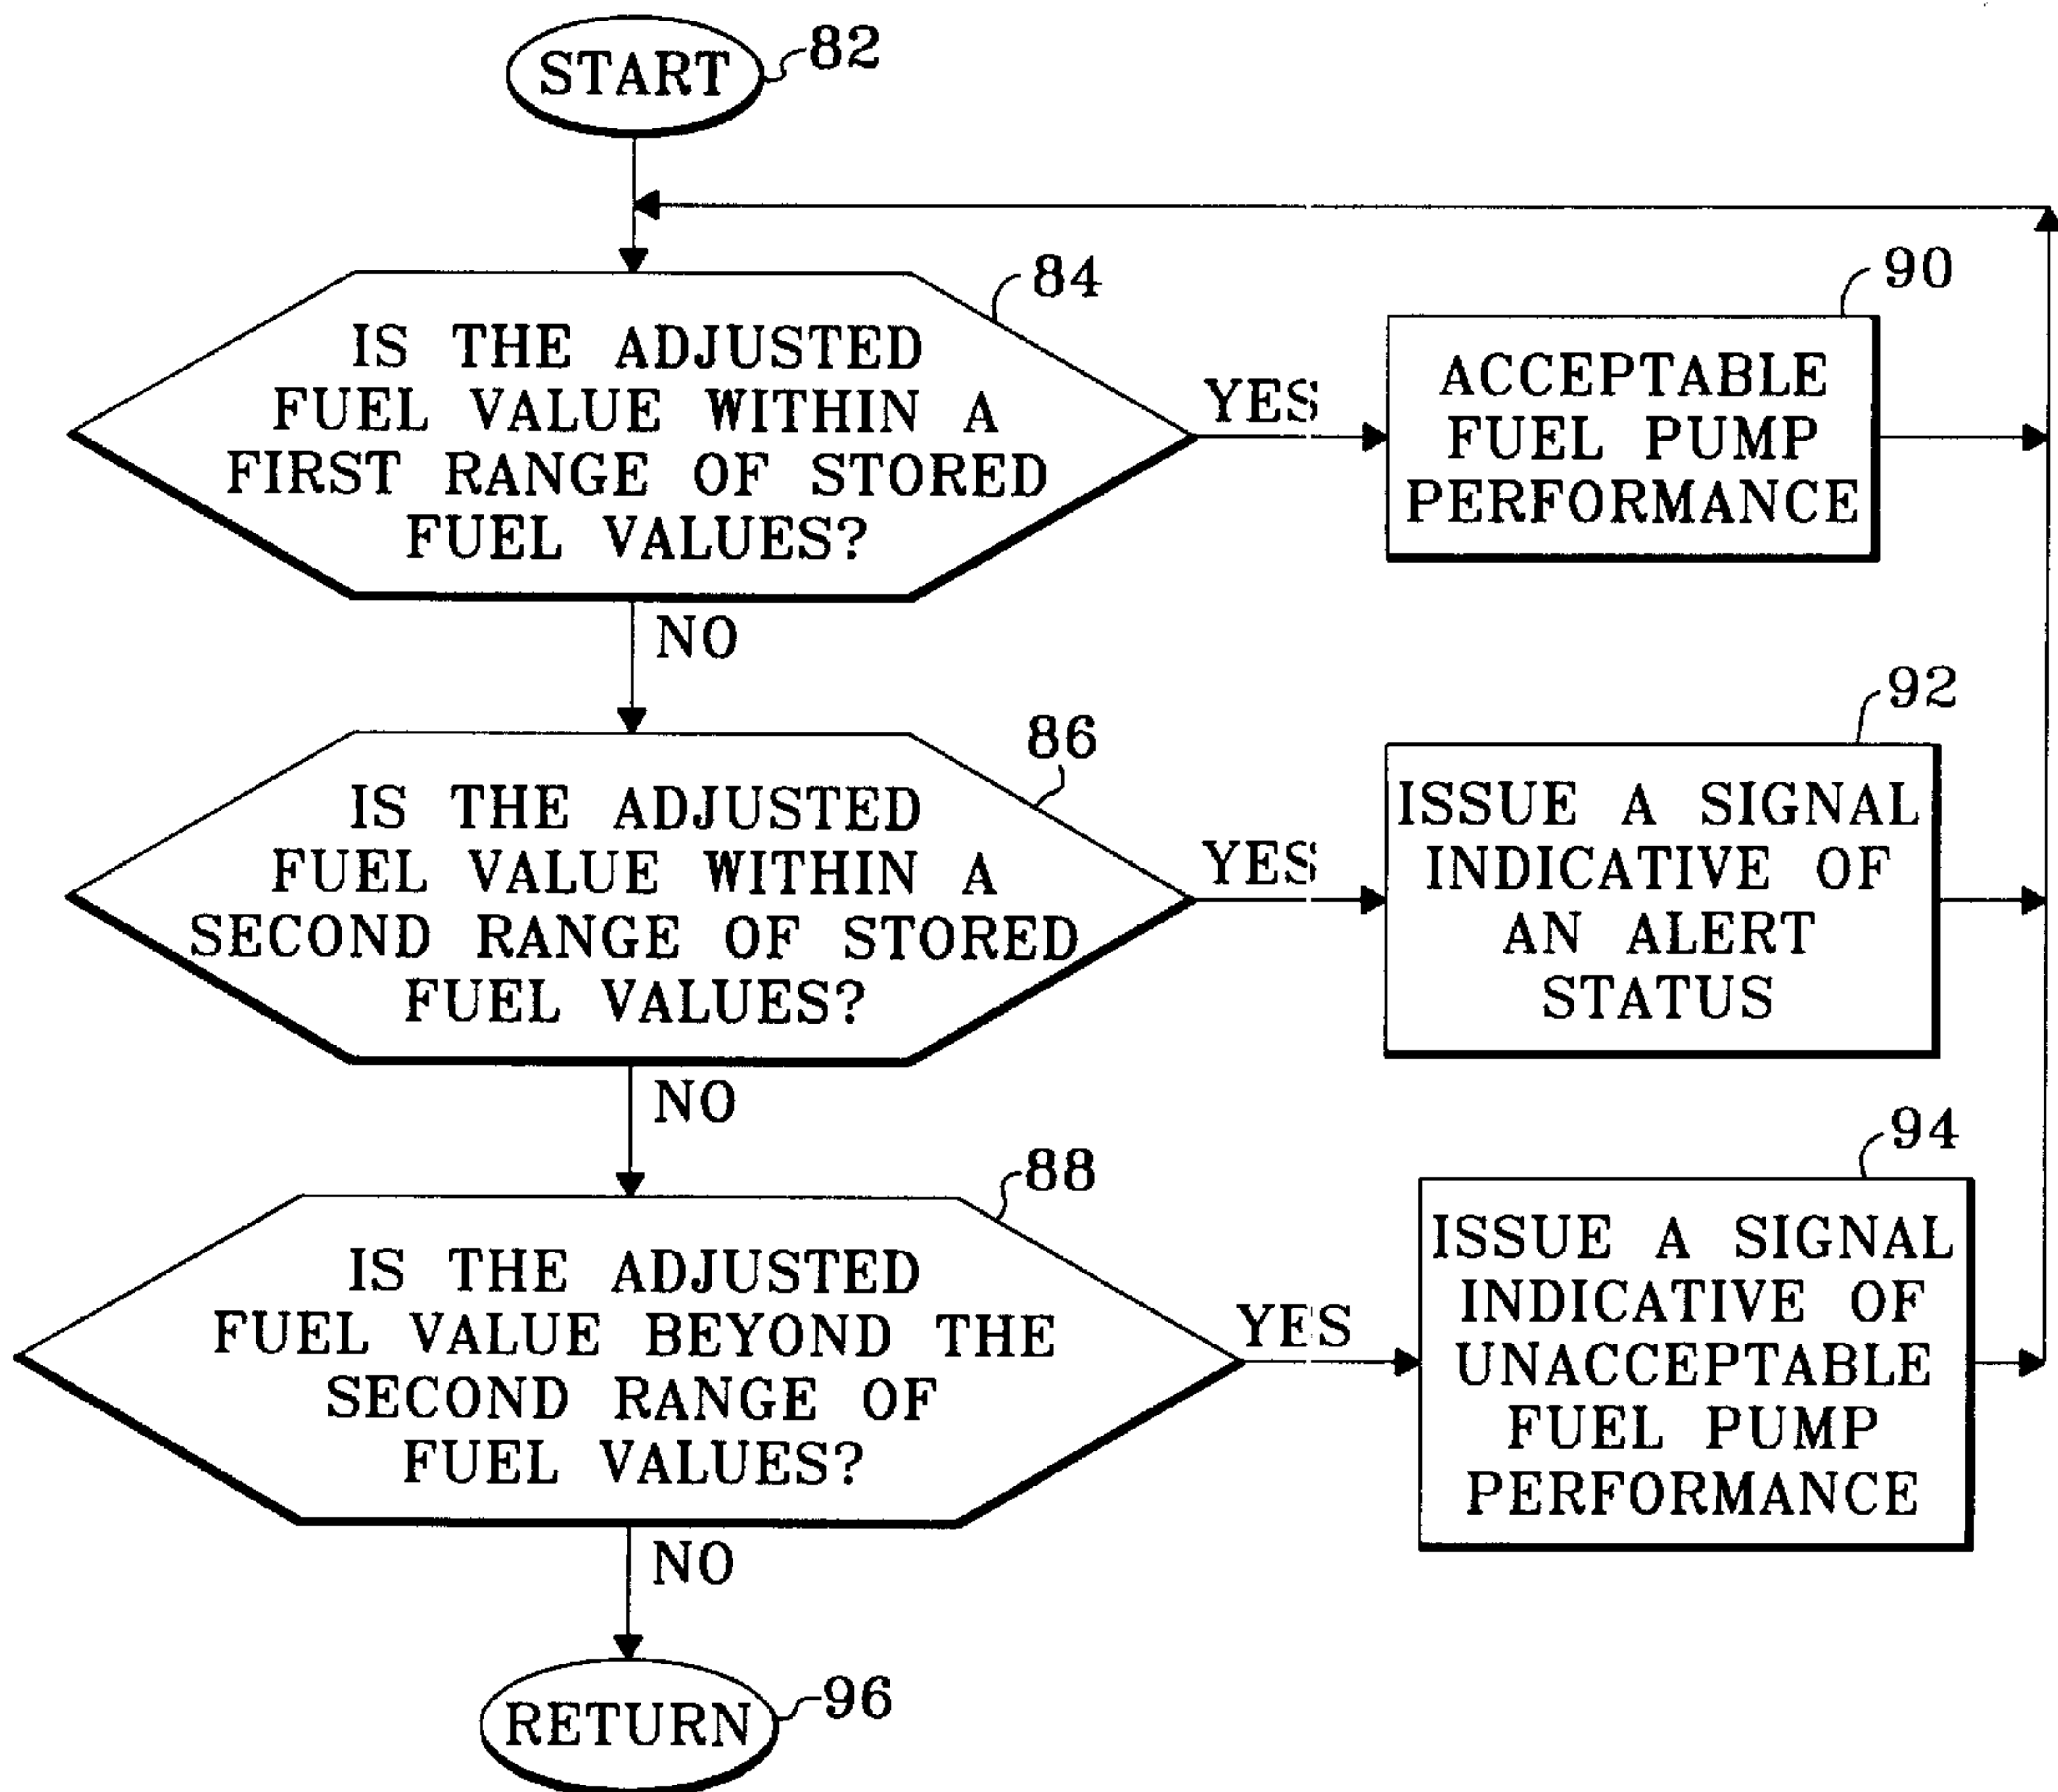 START
82
84
IS THE ADJUSTED
FUEL VALUE WITHIN A
FIRST RANGE OF STORED
FUEL VALUES?
YES
90
ACCEPTABLE
FUEL PUMP
PERFORMANCE
NO
86
IS THE ADJUSTED
FUEL VALUE WITHIN A
SECOND RANGE OF STORED
FUEL VALUES?
YES
92
ISSUE A SIGNAL
INDICATIVE OF
AN ALERT
STATUS
NO
88
IS THE ADJUSTED
FUEL VALUE BEYOND THE
SECOND RANGE OF
FUEL VALUES?
YES
94
ISSUE A SIGNAL
INDICATIVE OF
UNACCEPTABLE
FUEL PUMP
PERFORMANCE
NO
RETURN
96